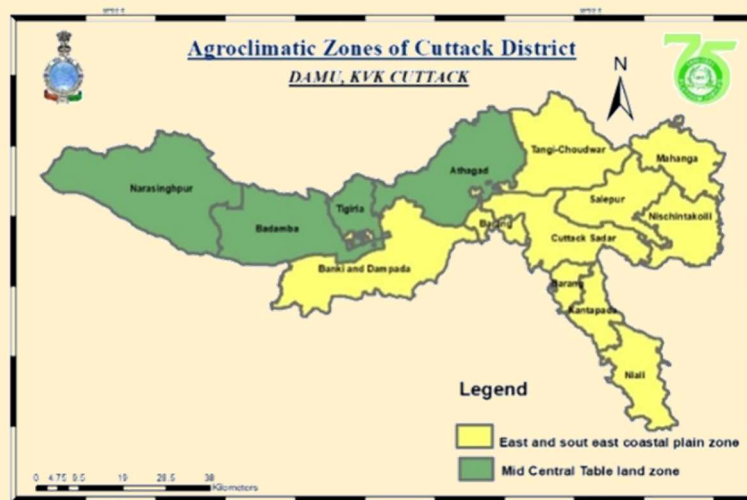 Agroclimatic Zones of Cuttack District
DAMU, KVK CUTTACK
N
75
Tangi-Choudwar
Mahanga
Athagad
Narasinghpur
Salepur
Tigiria
Nischintakoili
Badamba
Cuttack Sadar
Banki and Dampada
Barang
Kantapada
Niali
Legend
East and sout east coastal plain zone
Mid Central Table land zone
0 4.75 9.5 19 28.5 38
Kilometers